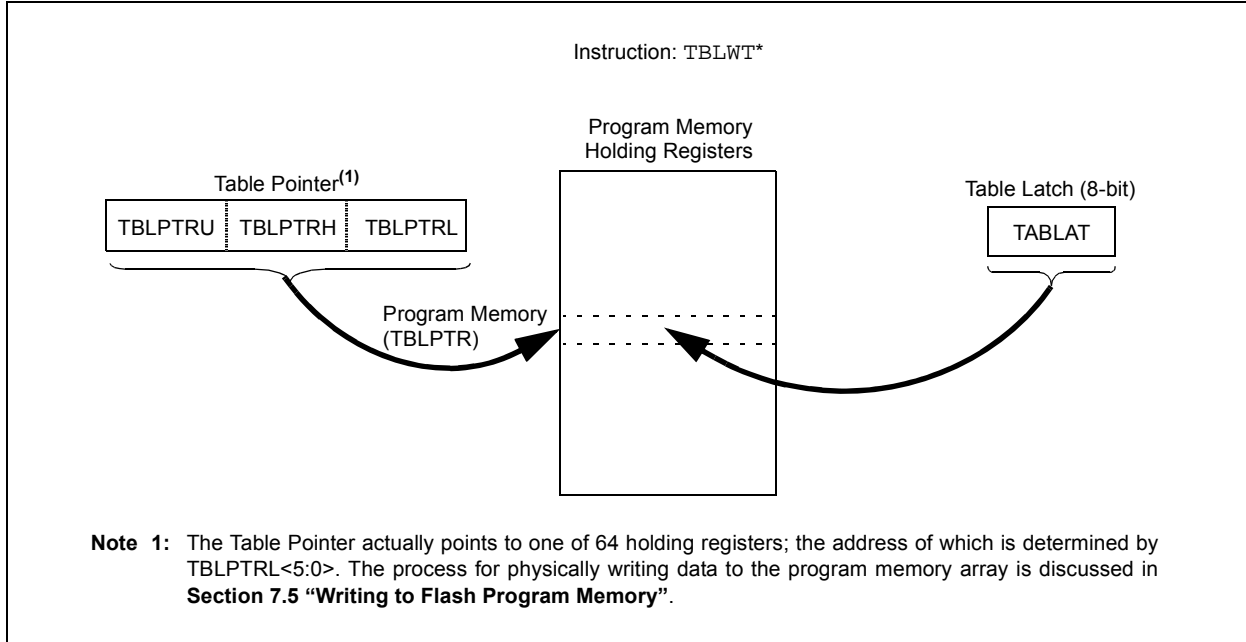 Instruction: TBLWT*
Program Memory
Holding Registers
Table Pointer(1)
Table Latch (8-bit)
TBLPTRU TBLPTRH TBLPTRL
TABLAT
Program Memory
(TBLPTR)
Note 1: The Table Pointer actually points to one of 64 holding registers; the address of which is determined by
TBLPTRL<5:0>. The process for physically writing data to the program memory array is discussed in
Section 7.5 “Writing to Flash Program Memory”.